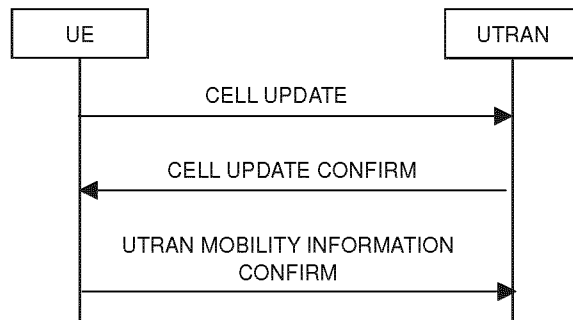 UE
UTRAN
CELL UPDATE
CELL UPDATE CONFIRM
UTRAN MOBILITY INFORMATION
CONFIRM